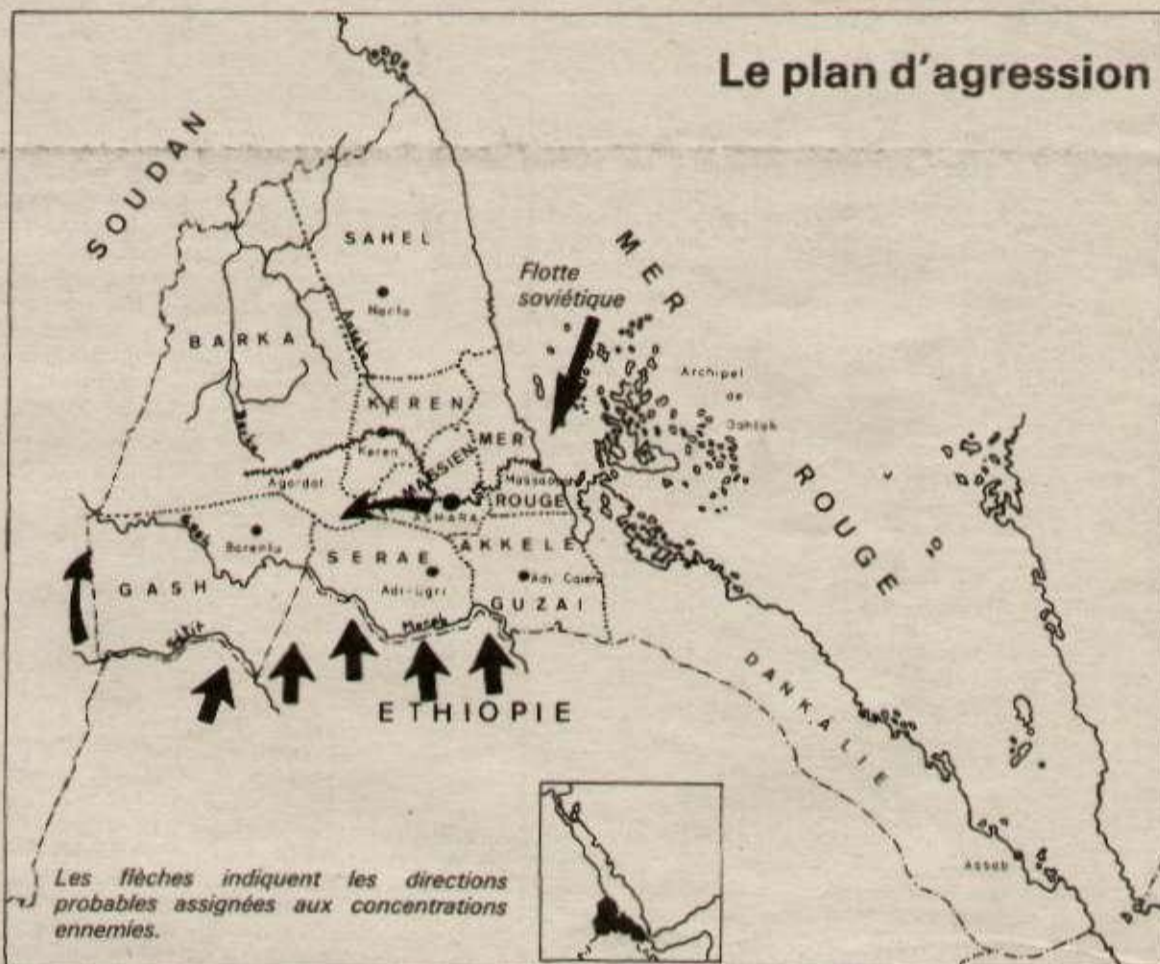 Le plan d'agression
SOUDAN
MER
ROUGE
SAHEL
Flotte
soviétique
Nacfa
BARKA
Archipel
de
Dahlak
KEREN
Keren
MER
ROUGE
Massaoua
Agordat
ASMARA
Gash
Barentu
SERAE
AKKELE
GUZAI
Adi-Ugri
Adi Caieh
GASH
Setit
Mareb
ETHIOPIE
DANKALIE
Assab
Les flèches indiquent les directions
probables assignées aux concentrations
ennemies.